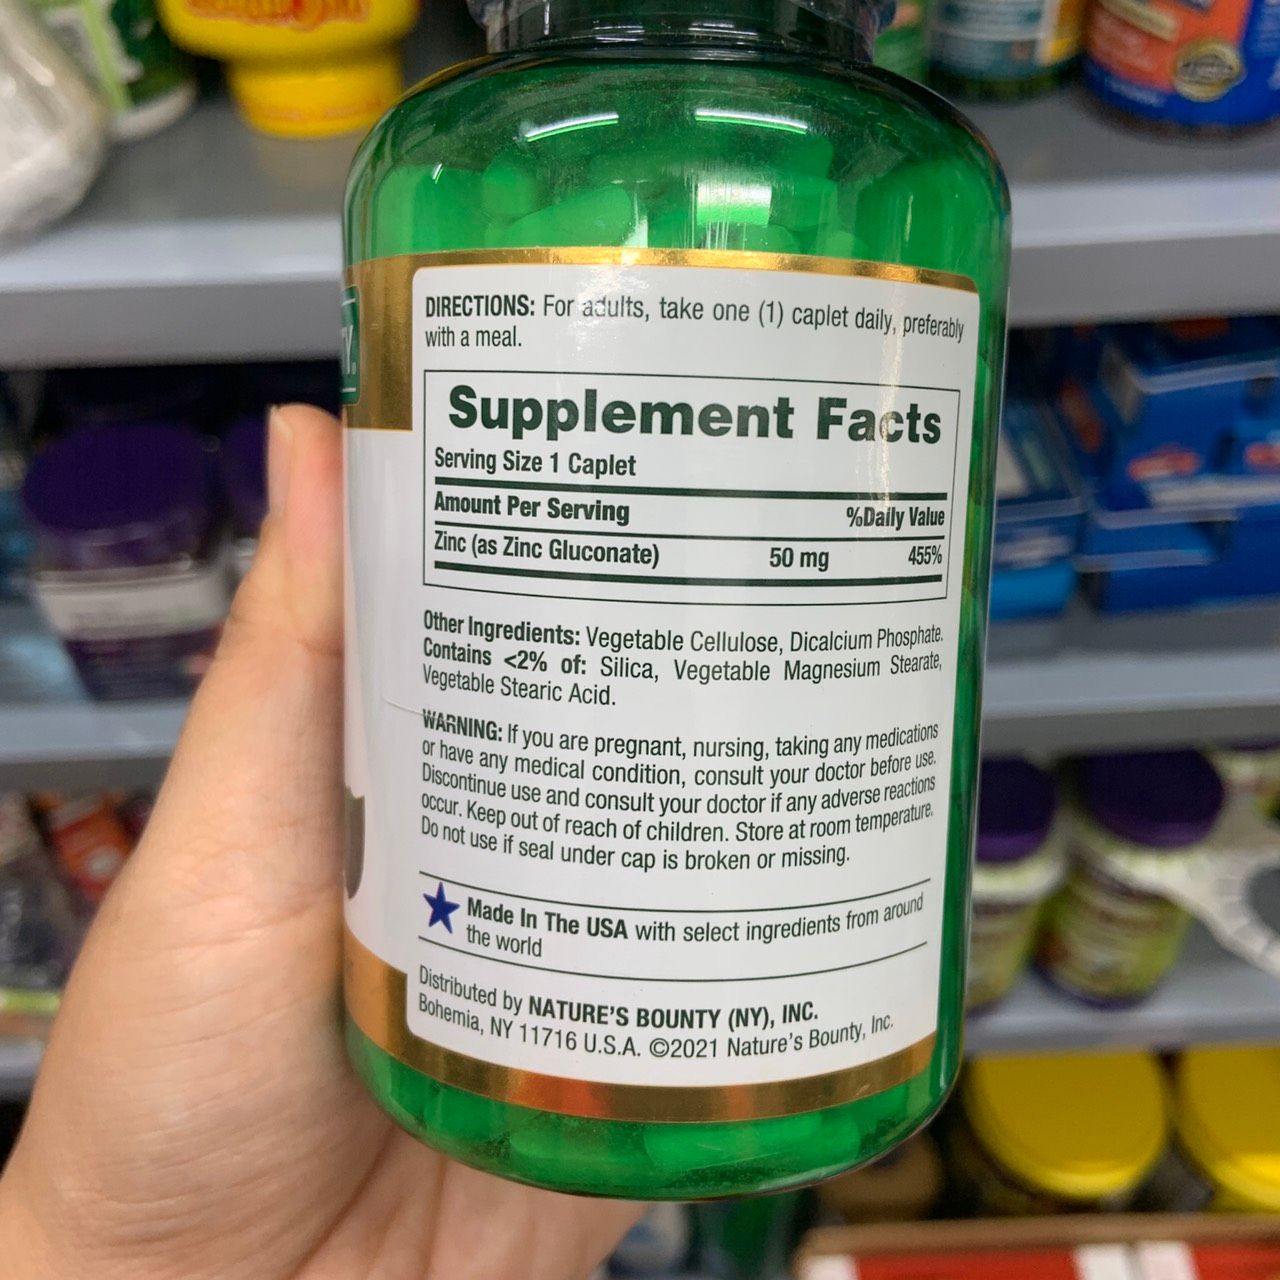 DIRECTIONS: For adults, take one (1) caplet daily, preferably
with a meal.
Supplement Facts
Serving Size 1 Caplet
Amount Per Serving %Daily Value
Zinc (as Zinc Gluconate) 50 mg 455%
Other Ingredients: Vegetable Cellulose, Dicalcium Phosphate.
Contains <2% of: Silica, Vegetable Magnesium Stearate,
Vegetable Stearic Acid.
WARNING: If you are pregnant, nursing, taking any medications
or have any medical condition, consult your doctor before use.
Discontinue use and consult your doctor if any adverse reactions
occur. Keep out of reach of children. Store at room temperature.
Do not use if seal under cap is broken or missing.
Made In The USA with select ingredients from around
the world
Distributed by NATURE'S BOUNTY (NY), INC.
Bohemia, NY 11716 U.S.A. ©2021 Nature's Bounty, Inc.